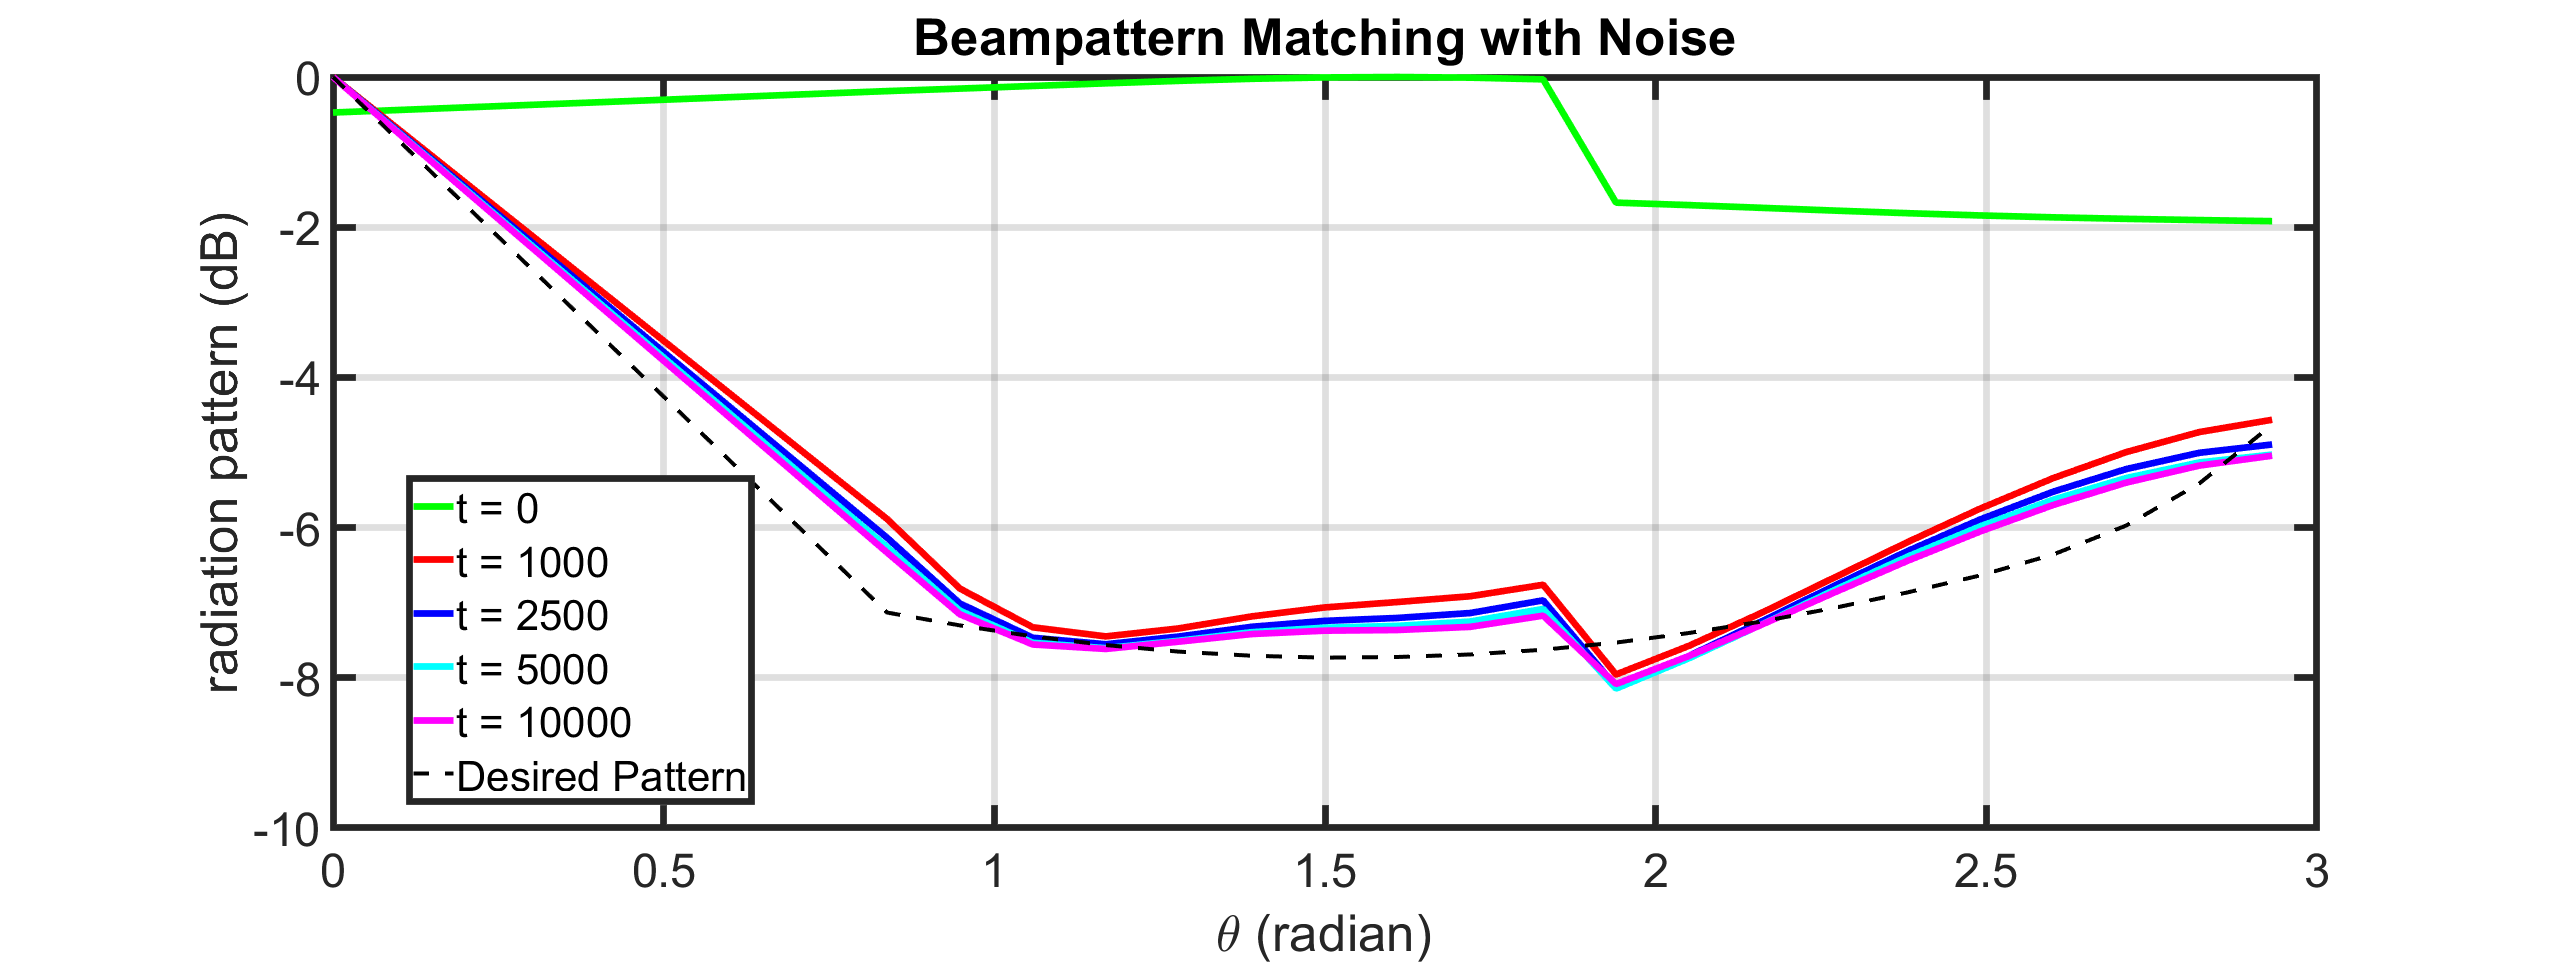 Beampattern Matching with Noise
radiation pattern (dB)
0
-2
-4
-6
-8
-10
t = 0
t = 1000
t = 2500
t = 5000
t = 10000
Desired Pattern
0 0.5 1 1.5 2 2.5 3
θ (radian)